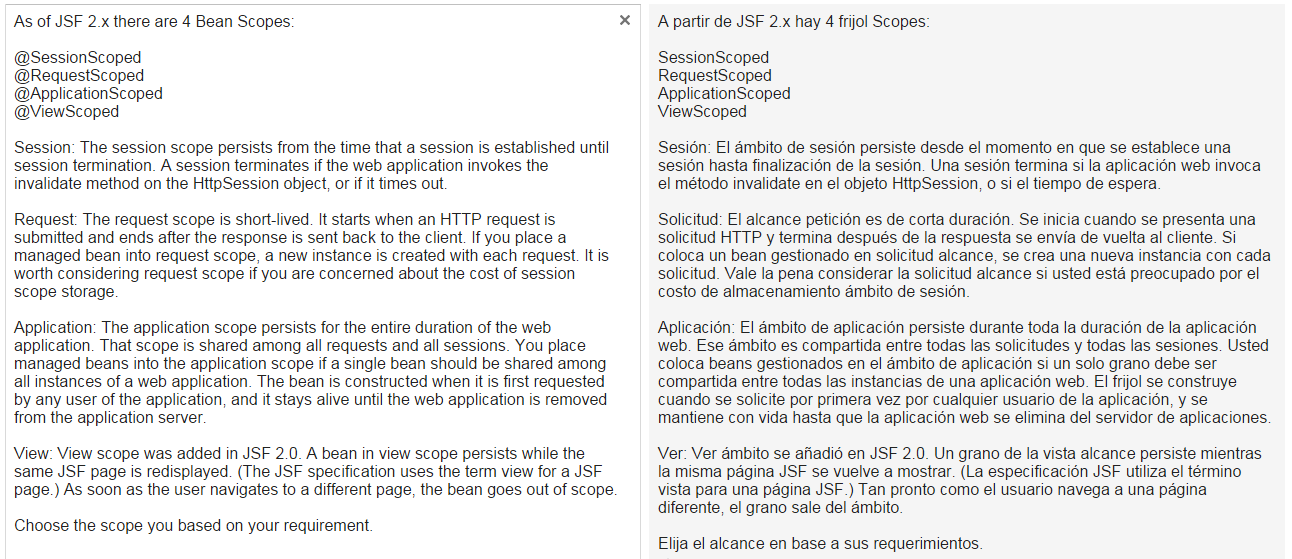 As of JSF 2.x there are 4 Bean Scopes:
@SessionScoped
@RequestScoped
@ApplicationScoped
@ViewScoped
Session: The session scope persists from the time that a session is established until
session termination. A session terminates if the web application invokes the
invalidate method on the HttpSession object, or if it times out.
Request: The request scope is short-lived. It starts when an HTTP request is
submitted and ends after the response is sent back to the client. If you place a
managed bean into request scope, a new instance is created with each request. It is
worth considering request scope if you are concerned about the cost of session
scope storage.
Application: The application scope persists for the entire duration of the web
application. That scope is shared among all requests and all sessions. You place
managed beans into the application scope if a single bean should be shared among
all instances of a web application. The bean is constructed when it is first requested
by any user of the application, and it stays alive until the web application is removed
from the application server.
View: View scope was added in JSF 2.0. A bean in view scope persists while the
same JSF page is redisplayed. (The JSF specification uses the term view for a JSF
page.) As soon as the user navigates to a different page, the bean goes out of scope.
Choose the scope you based on your requirement.
A partir de JSF 2.x hay 4 frijol Scopes:
SessionScoped
RequestScoped
ApplicationScoped
ViewScoped
Sesión: El ámbito de sesión persiste desde el momento en que se establece una
sesión hasta finalización de la sesión. Una sesión termina si la aplicación web invoca
el método invalidate en el objeto HttpSession, o si el tiempo de espera.
Solicitud: El alcance petición es de corta duración. Se inicia cuando se presenta una
solicitud HTTP y termina después de la respuesta se envía de vuelta al cliente. Si
coloca un bean gestionado en solicitud alcance, se crea una nueva instancia con cada
solicitud. Vale la pena considerar la solicitud alcance si usted está preocupado por el
costo de almacenamiento ámbito de sesión.
Aplicación: El ámbito de aplicación persiste durante toda la duración de la aplicación
web. Ese ámbito es compartida entre todas las solicitudes y todas las sesiones. Usted
coloca beans gestionados en el ámbito de aplicación si un solo grano debe ser
compartida entre todas las instancias de una aplicación web. El frijol se construye
cuando se solicite por primera vez por cualquier usuario de la aplicación, y se
mantiene con vida hasta que la aplicación web se elimina del servidor de aplicaciones.
Ver: Ver ámbito se añadió en JSF 2.0. Un grano de la vista alcance persiste mientras
la misma página JSF se vuelve a mostrar. (La especificación JSF utiliza el término
vista para una página JSF.) Tan pronto como el usuario navega a una página
diferente, el grano sale del ámbito.
Elija el alcance en base a sus requerimientos.